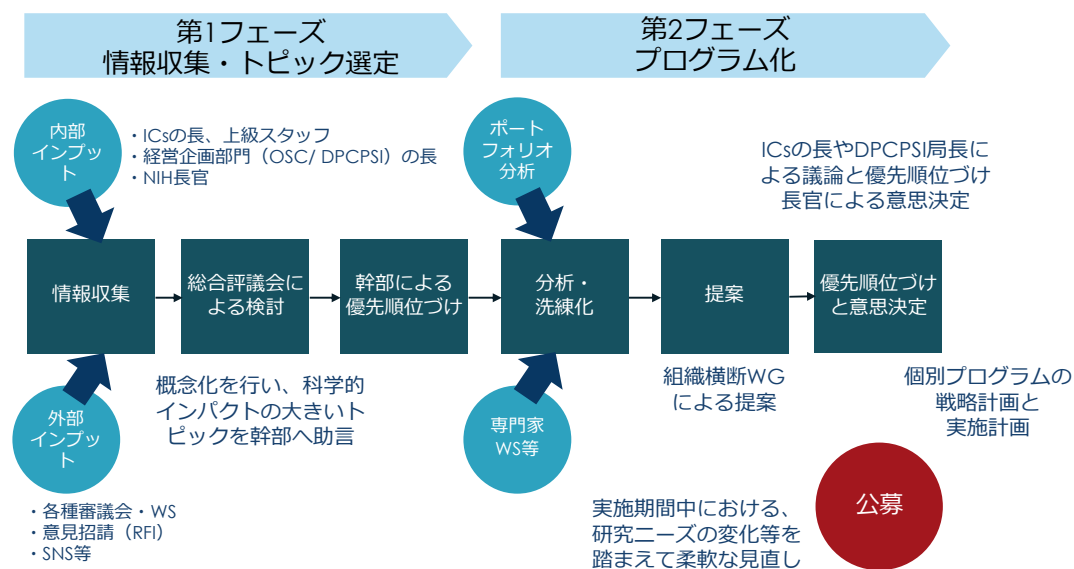 第1フェーズ
情報収集・トピック選定
第2フェーズ
プログラム化
内部
インプッ
ト
・ICsの長、上級スタッフ
・経営企画部門（OSC/ DPCPSI）の長
・NIH長官
ポート
フォリオ
分析
ICsの長やDPCPSI局長に
よる議論と優先順位づけ
長官による意思決定
情報収集
総合評議会に
よる検討
幹部による
優先順位づけ
分析・
洗練化
提案
優先順位づけ
と意思決定
外部
インプッ
ト
概念化を行い、科学的
インパクトの大きいト
ピックを幹部へ助言
専門家
WS等
組織横断WG
による提案
個別プログラムの
戦略計画と
実施計画
・各種審議会・WS
・意見招請（RFI）
・SNS等
実施期間中における、
研究ニーズの変化等を
踏まえて柔軟な見直し
公募